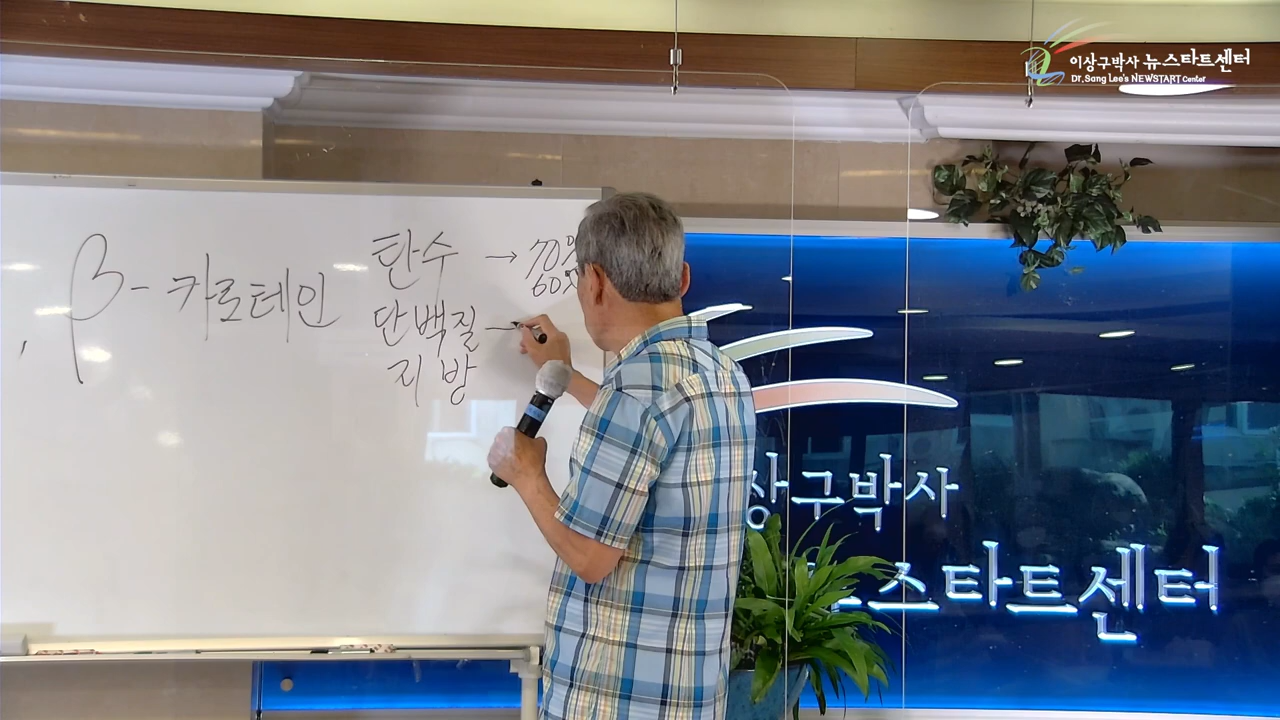 이상구박사 뉴스타트센터
Dr. Sang Lee's NEWSTART Center
β-카로테인
탄수 → 70%
60%
단백질 -
지방
상구박사
스타트센터